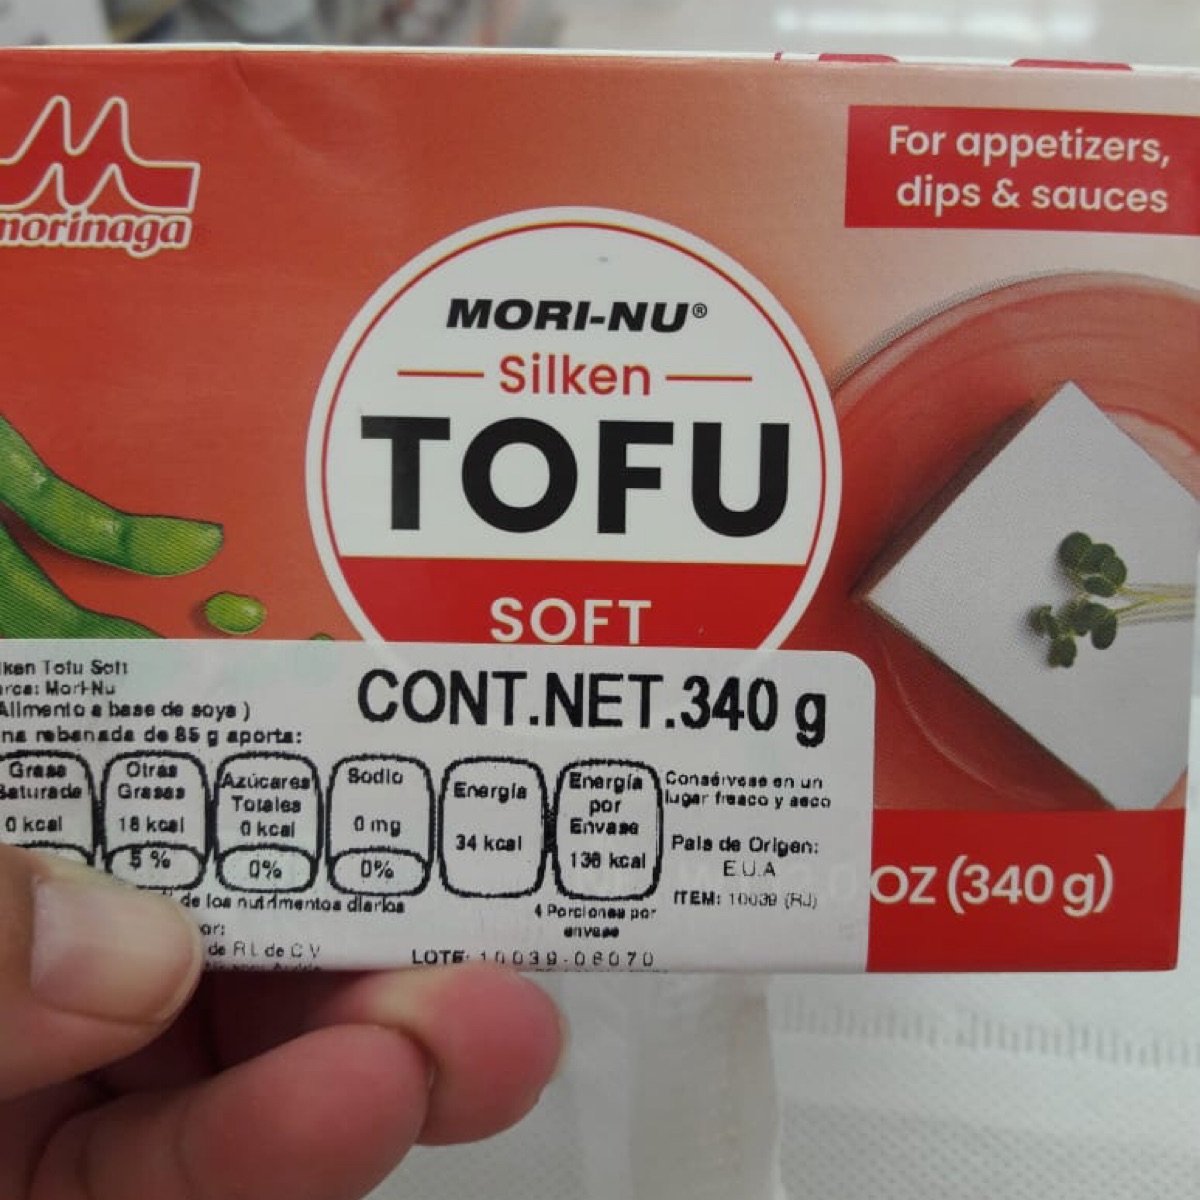 morinaga
For appetizers,
dips & sauces
MORI-NU®
Silken
TOFU
SOFT
Tofu Soft
Mori-Nu
Alimento a base de soya )
rebanada de 85 g aporta:
CONT.NET.340 g
Grasa
Saturada
0 kcal
Otras
Grasas
18 kcal
5 %
Azúcares
Totales
0 kcal
0%
Sodio
0 mg
0%
Energía
34 kcal
Energía
por
Envase
136 kcal
Consérvese en un
lugar fresco y seco
País de Origen:
E.U.A
ITEM: 10039 (RJ)
de los nutrimentos diarios
4 Porciones por
envase
de R.L de C V
LOTE: 10039-06070
OZ (340 g)